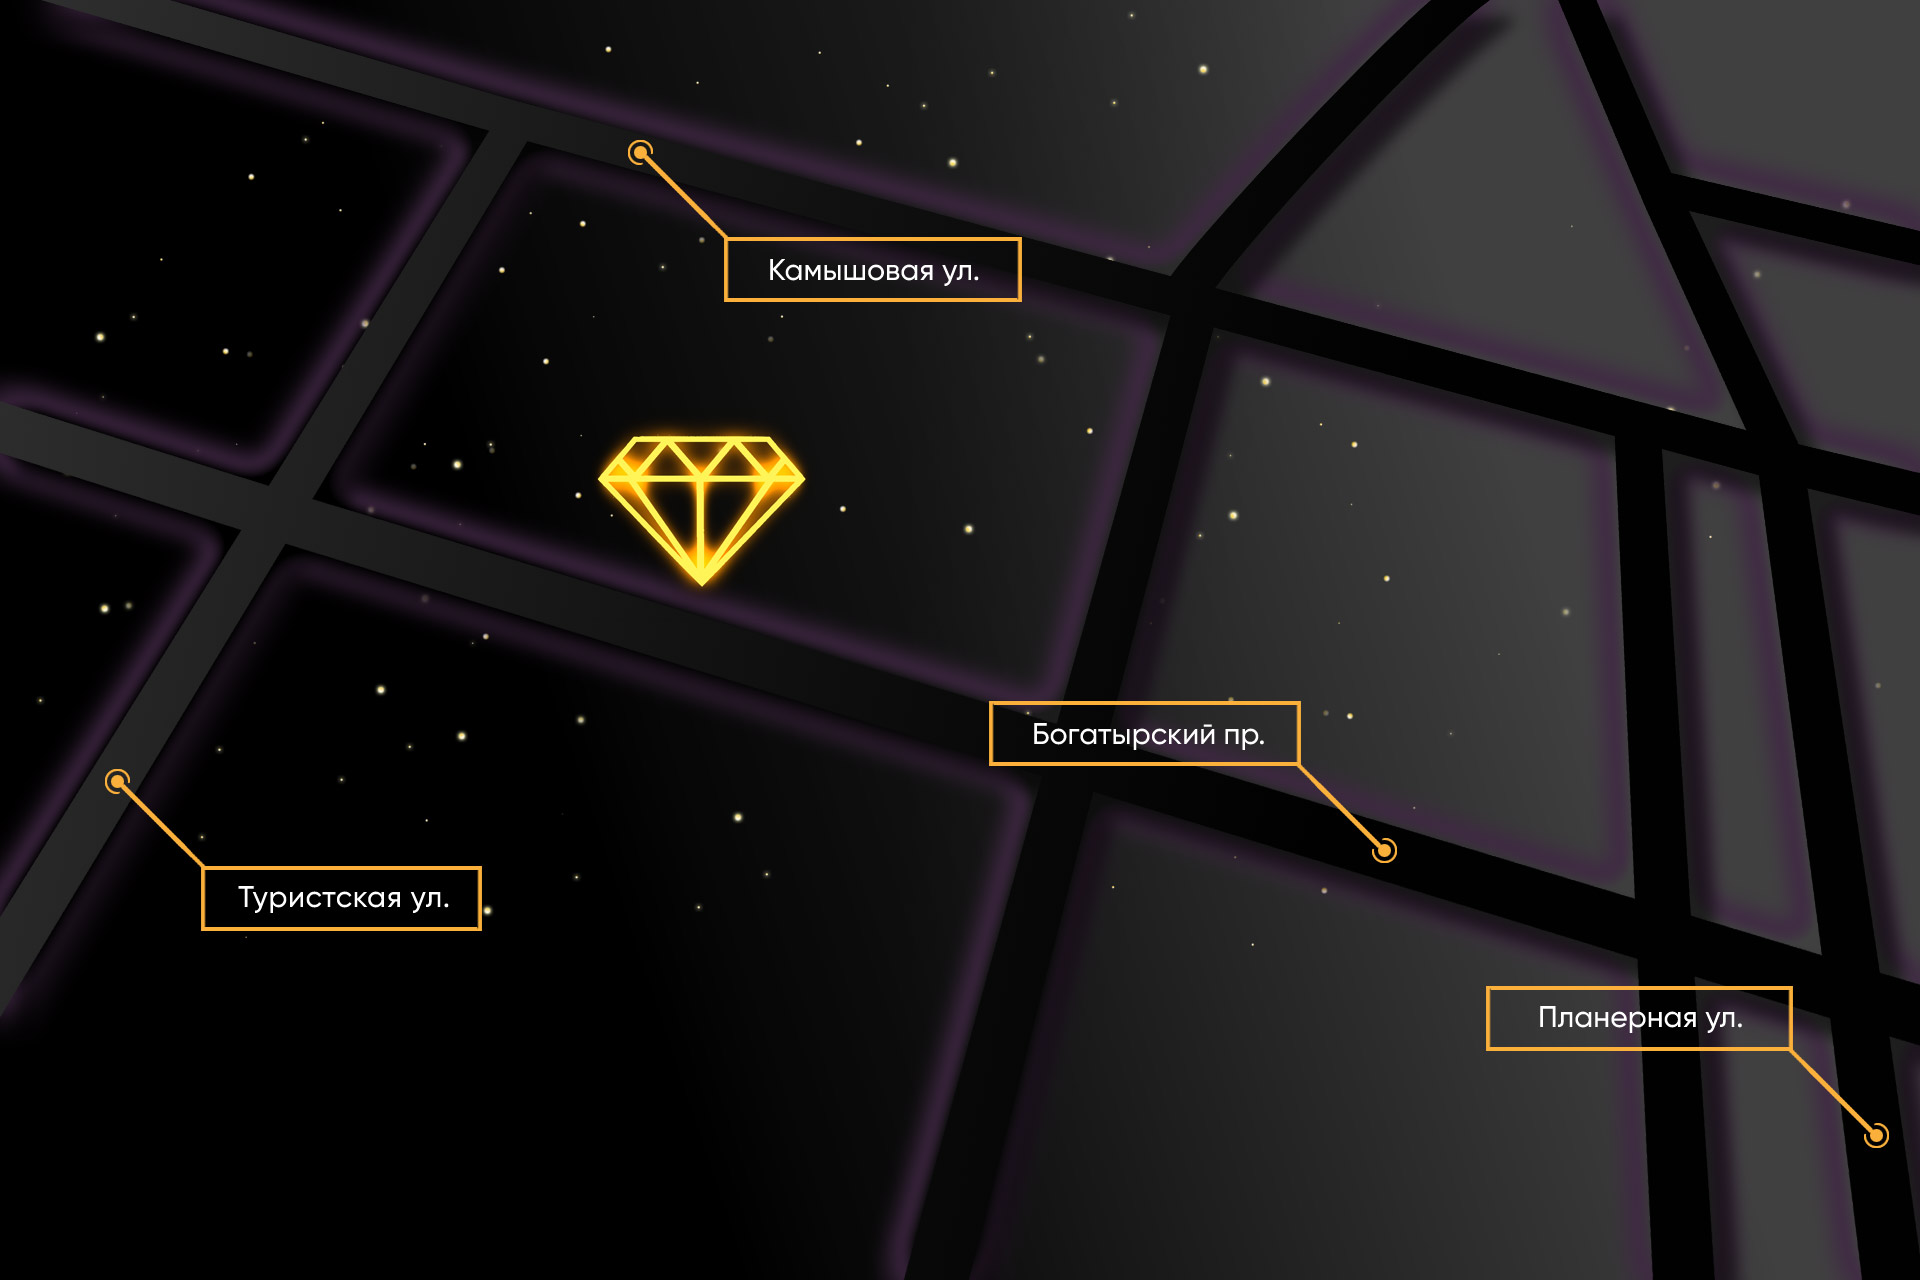 Камышовая ул.
Богатырский пр.
Туристская ул.
Планерная ул.